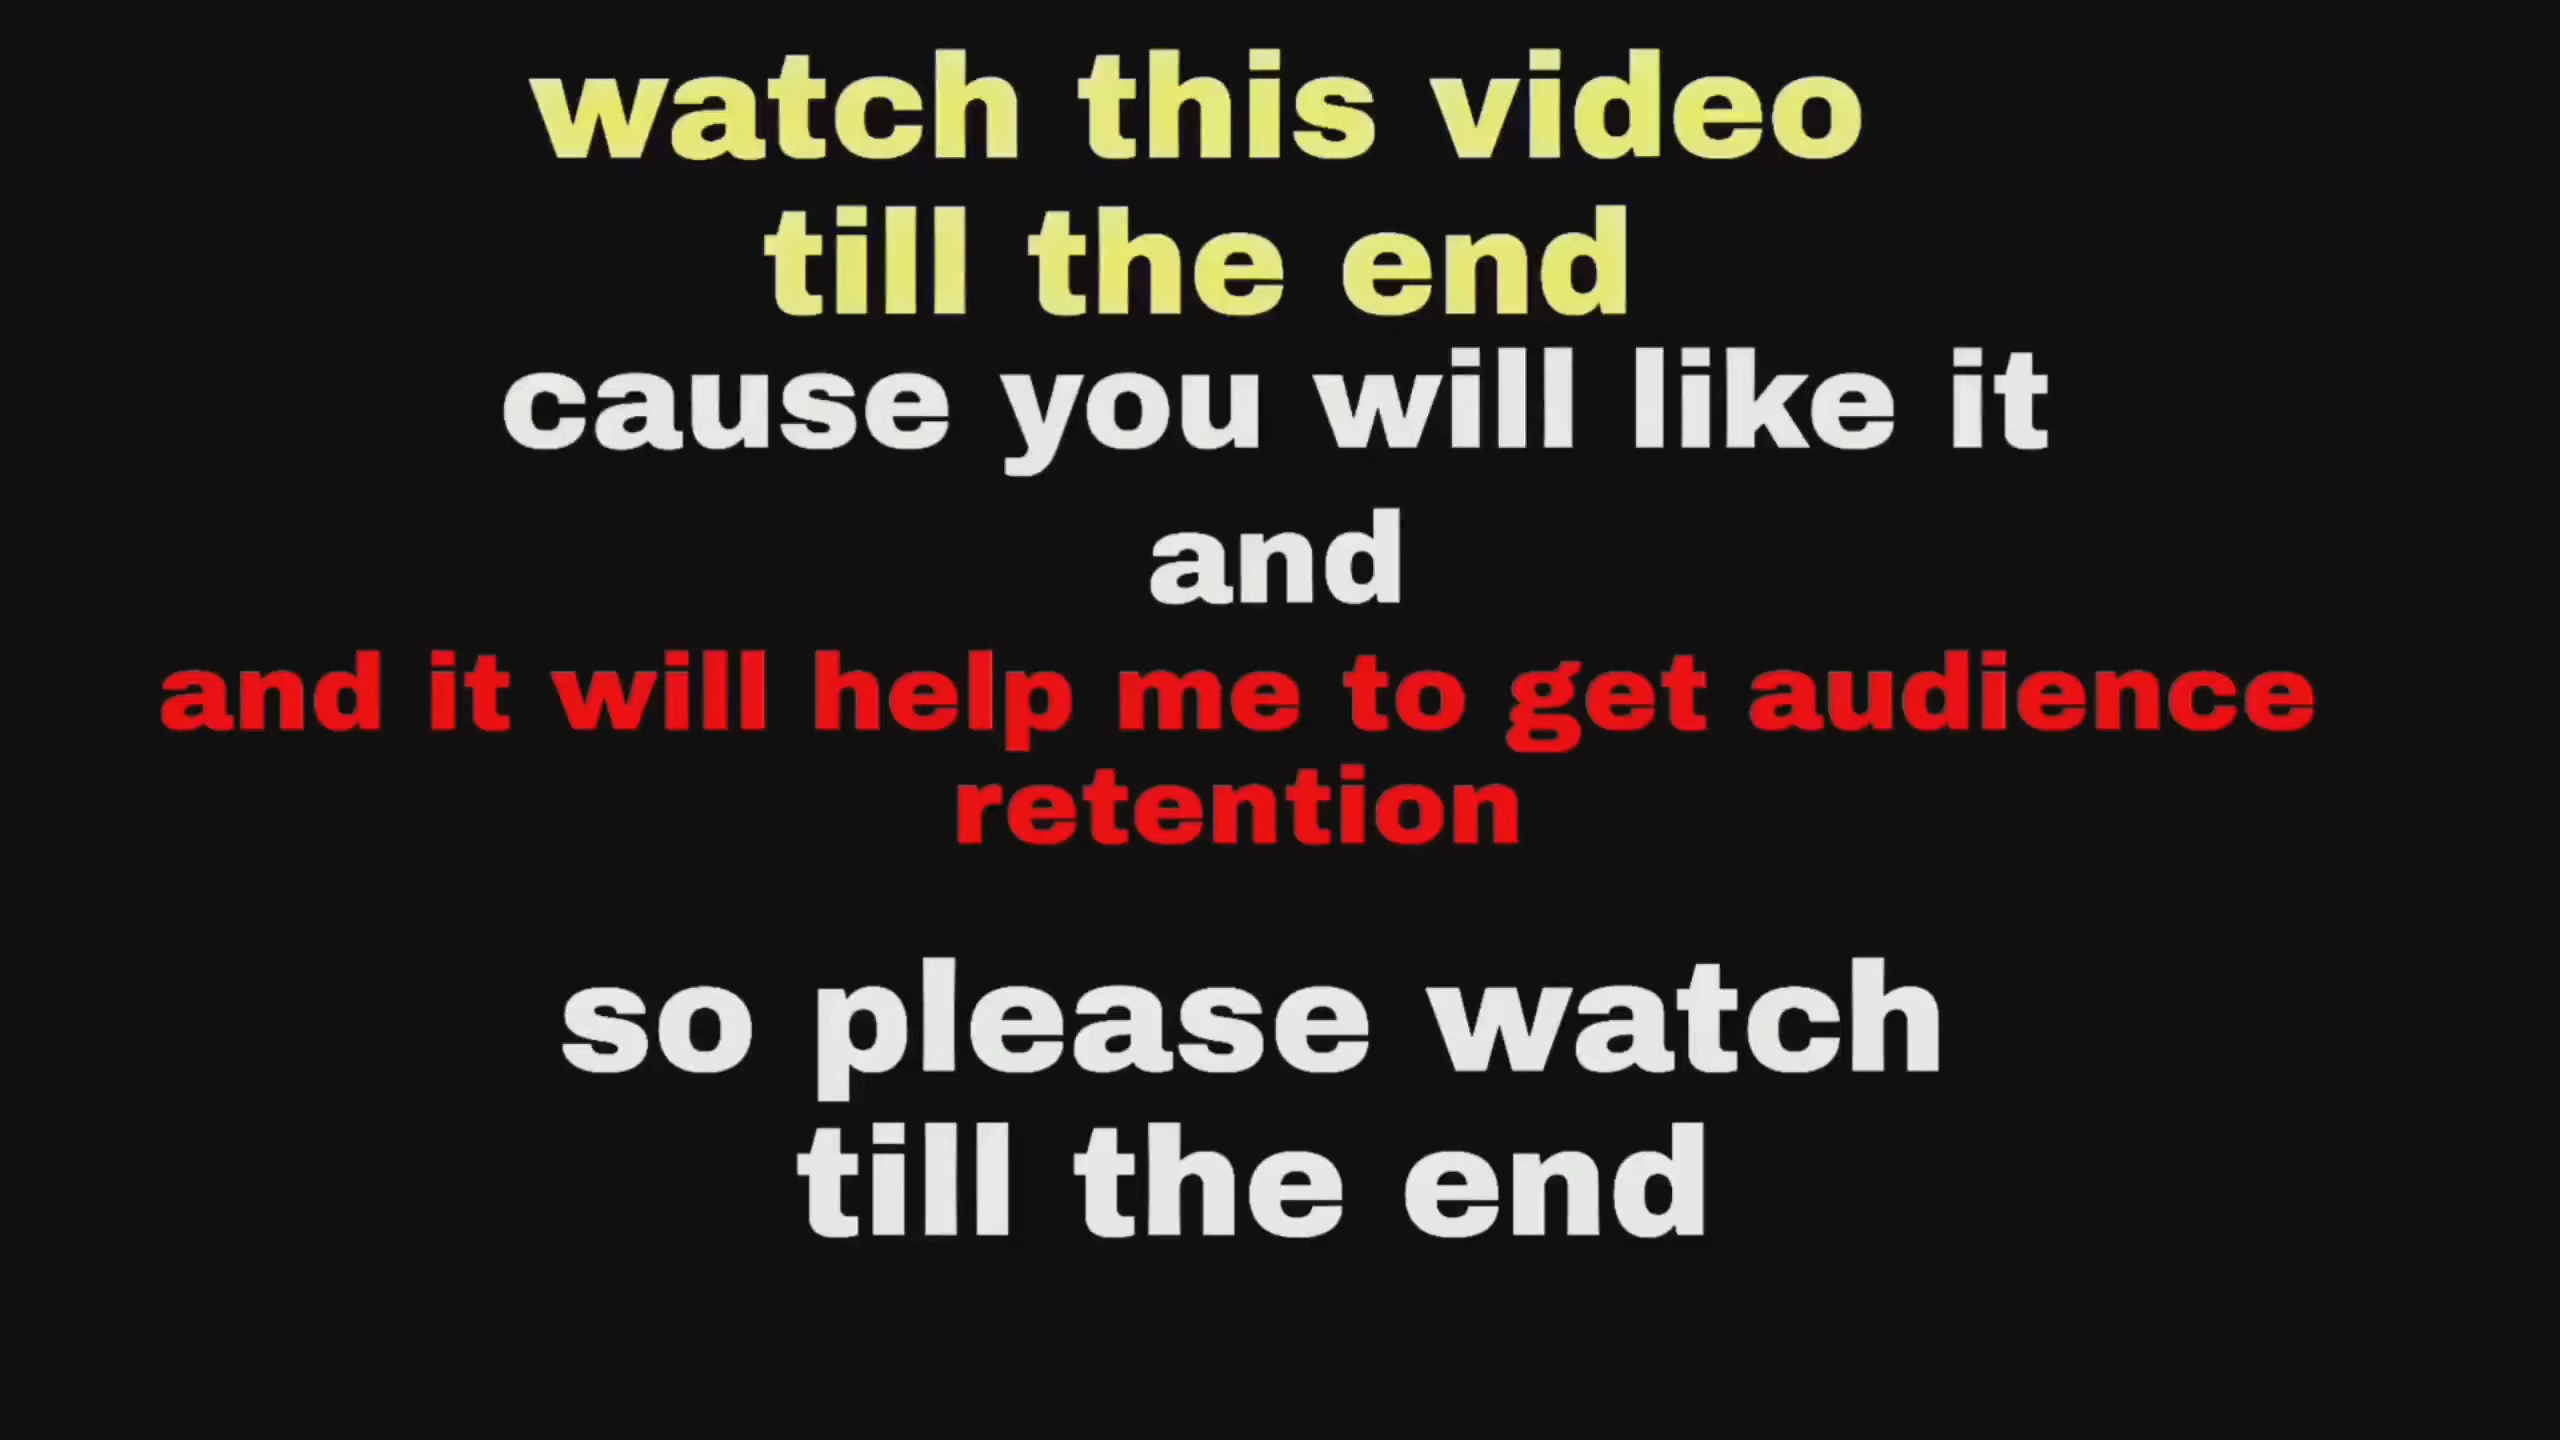 watch this video
till the end
cause you will like it
and
and it will help me to get audience
retention
so please watch
till the end